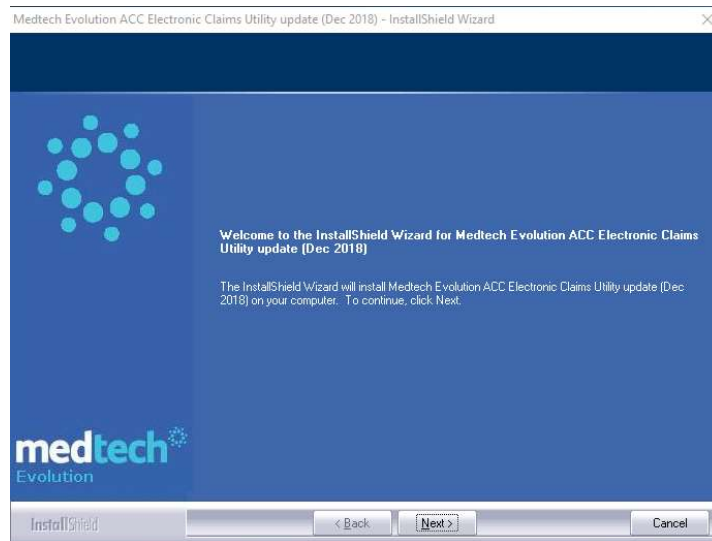 Medtech Evolution ACC Electronic Claims Utility update (Dec 2018) - InstallShield Wizard
Welcome to the InstallShield Wizard for Medtech Evolution ACC Electronic Claims
Utility update (Dec 2018)
The InstallShield Wizard will install Medtech Evolution ACC Electronic Claims Utility update (Dec
2018) on your computer. To continue, click Next.
medtech
Evolution
InstallShield
< Back
Next >
Cancel